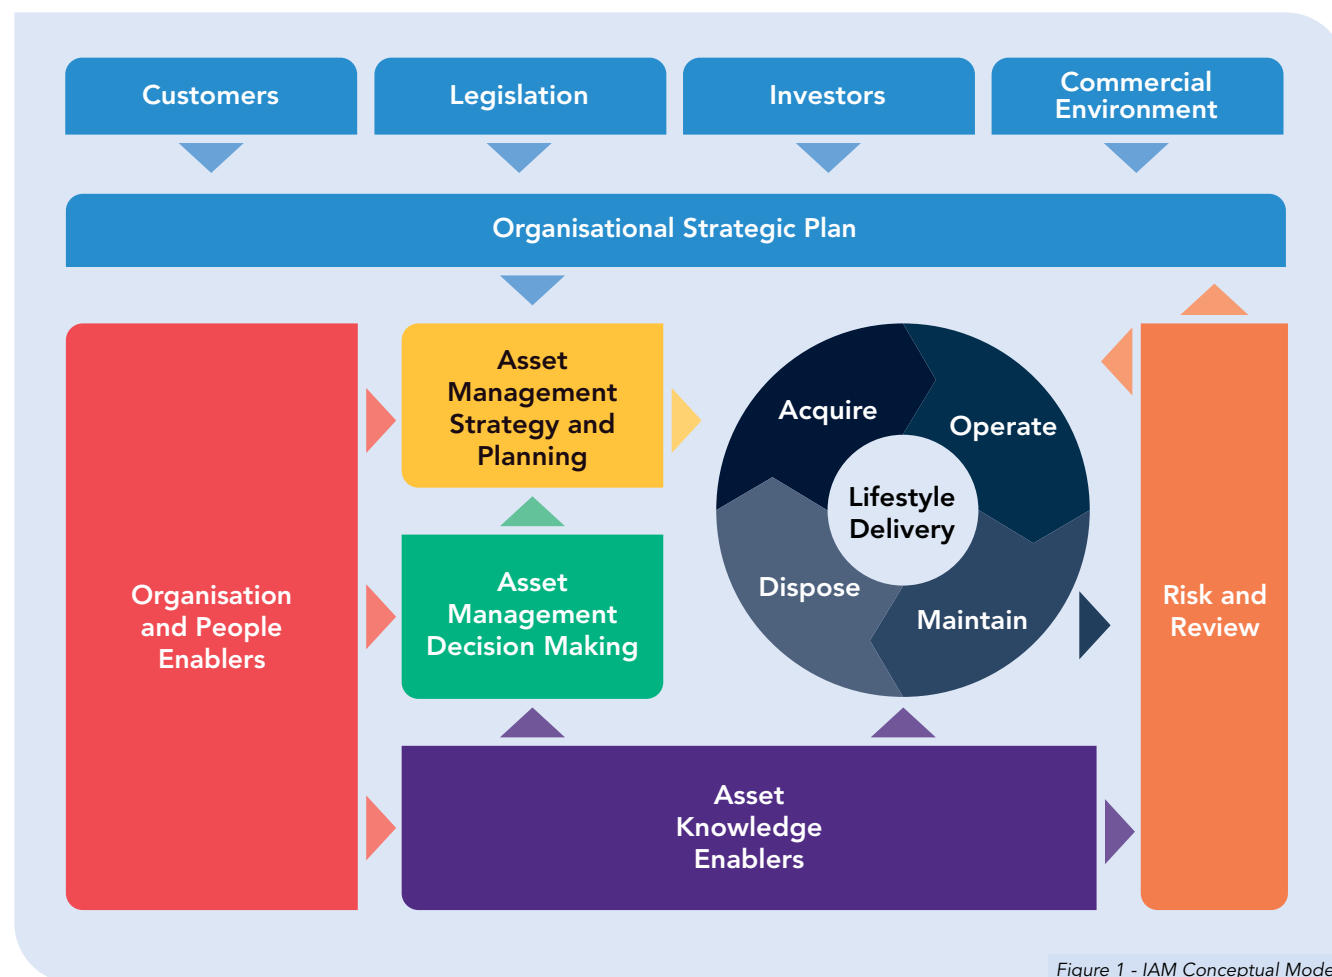 Customers
Legislation
Investors
Commercial
Environment
Organisational Strategic Plan
Organisation
and People
Enablers
Asset
Management
Strategy and
Planning
Asset
Management
Decision Making
Acquire
Operate
Lifestyle
Delivery
Dispose
Maintain
Risk and
Review
Asset
Knowledge
Enablers
Figure 1 - IAM Conceptual Mode